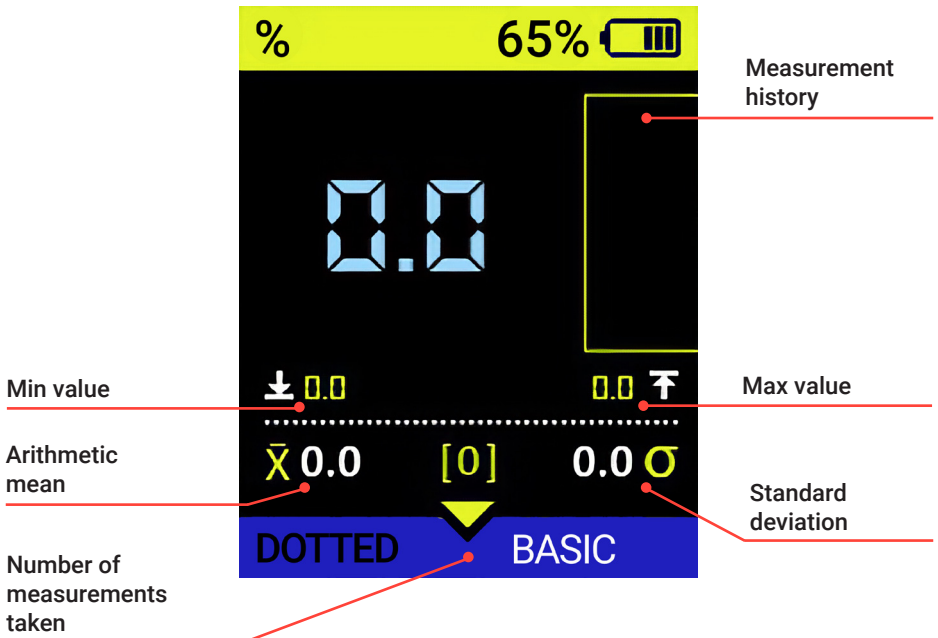 % 65%
Measurement
history
0.0
Min value
0.0 0.0
Max value
Arithmetic
mean
x̄ 0.0 [0] 0.0 σ
Standard
deviation
DOTTED BASIC
Number of
measurements
taken